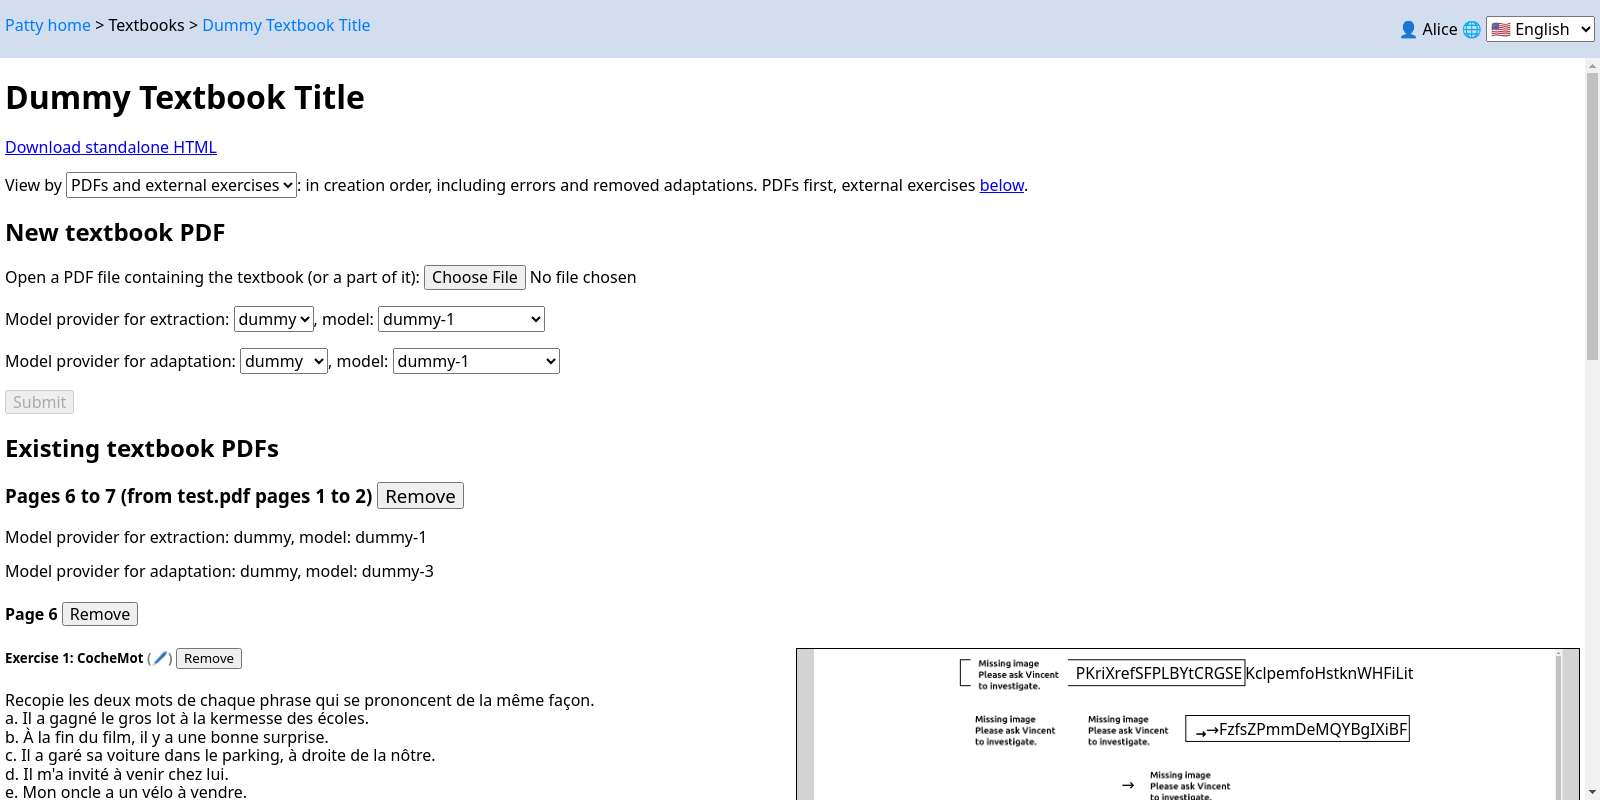 Patty home > Textbooks > Dummy Textbook Title
Alice English
Dummy Textbook Title
Download standalone HTML
View by PDFs and external exercises: in creation order, including errors and removed adaptations. PDFs first, external exercises below.
New textbook PDF
Open a PDF file containing the textbook (or a part of it): Choose File No file chosen
Model provider for extraction: dummy, model: dummy-1
Model provider for adaptation: dummy, model: dummy-1
Submit
Existing textbook PDFs
Pages 6 to 7 (from test.pdf pages 1 to 2) Remove
Model provider for extraction: dummy, model: dummy-1
Model provider for adaptation: dummy, model: dummy-3
Page 6 Remove
Exercise 1: CocheMot (🖊️) Remove
Recopie les deux mots de chaque phrase qui se prononcent de la même façon.
a. Il a gagné le gros lot à la kermesse des écoles.
b. À la fin du film, il y a une bonne surprise.
c. Il a garé sa voiture dans le parking, à droite de la nôtre.
d. Il m'a invité à venir chez lui.
e. Mon oncle a un vélo à vendre.
Missing image
Please ask Vincent
to investigate.
PKriXrefSFPLBYtCRGSEKclpemfoHstknWHFiLit
Missing image
Please ask Vincent
to investigate.
Missing image
Please ask Vincent
to investigate.
→→FzfsZPmmDeMQYBgIXiBF
→
Missing image
Please ask Vincent
to investigate.